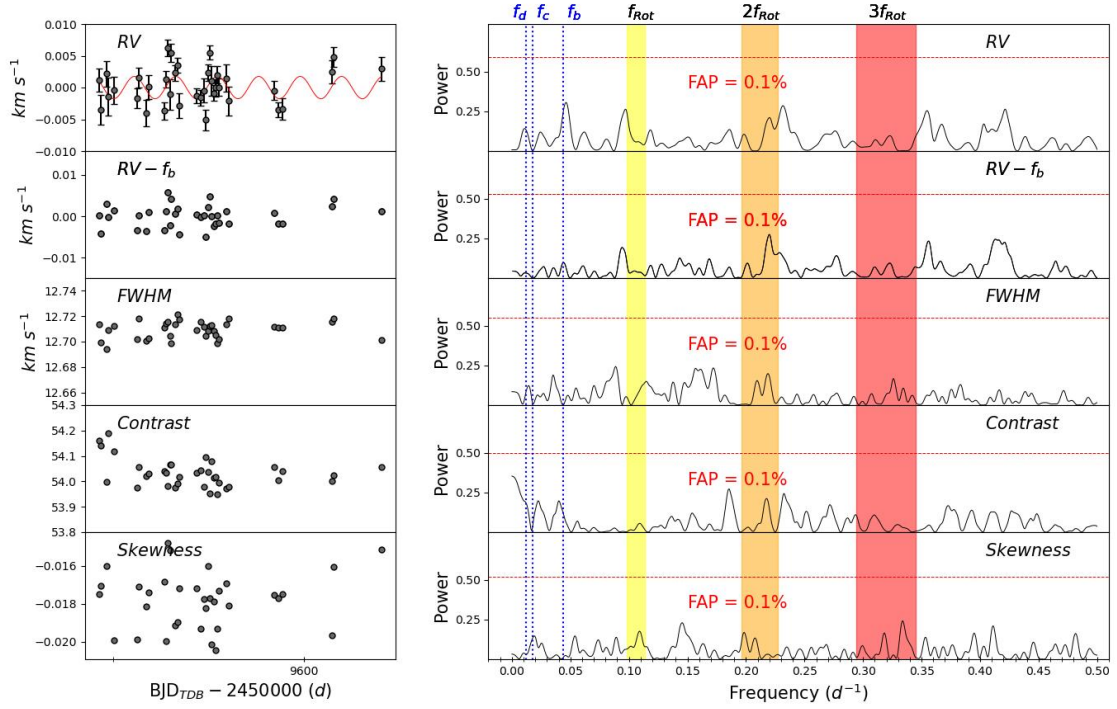 f_d f_c f_b f_Rot 2f_Rot 3f_Rot
0.010
0.005
0.000
−0.005
−0.010
km s⁻¹
RV
Power
0.50
0.25
FAP = 0.1%
RV
0.01
0.00
−0.01
km s⁻¹
RV − f_b
Power
0.50
0.25
FAP = 0.1%
RV − f_b
12.74
12.72
12.70
12.68
12.66
km s⁻¹
FWHM
Power
0.50
0.25
FAP = 0.1%
FWHM
54.3
54.2
54.1
54.0
53.9
53.8
Contrast
Power
0.50
0.25
FAP = 0.1%
Contrast
−0.016
−0.018
−0.020
Skewness
Power
0.50
0.25
FAP = 0.1%
Skewness
9600
BJD_TDB − 2450000 (d)
0.00 0.05 0.10 0.15 0.20 0.25 0.30 0.35 0.40 0.45 0.50
Frequency (d⁻¹)